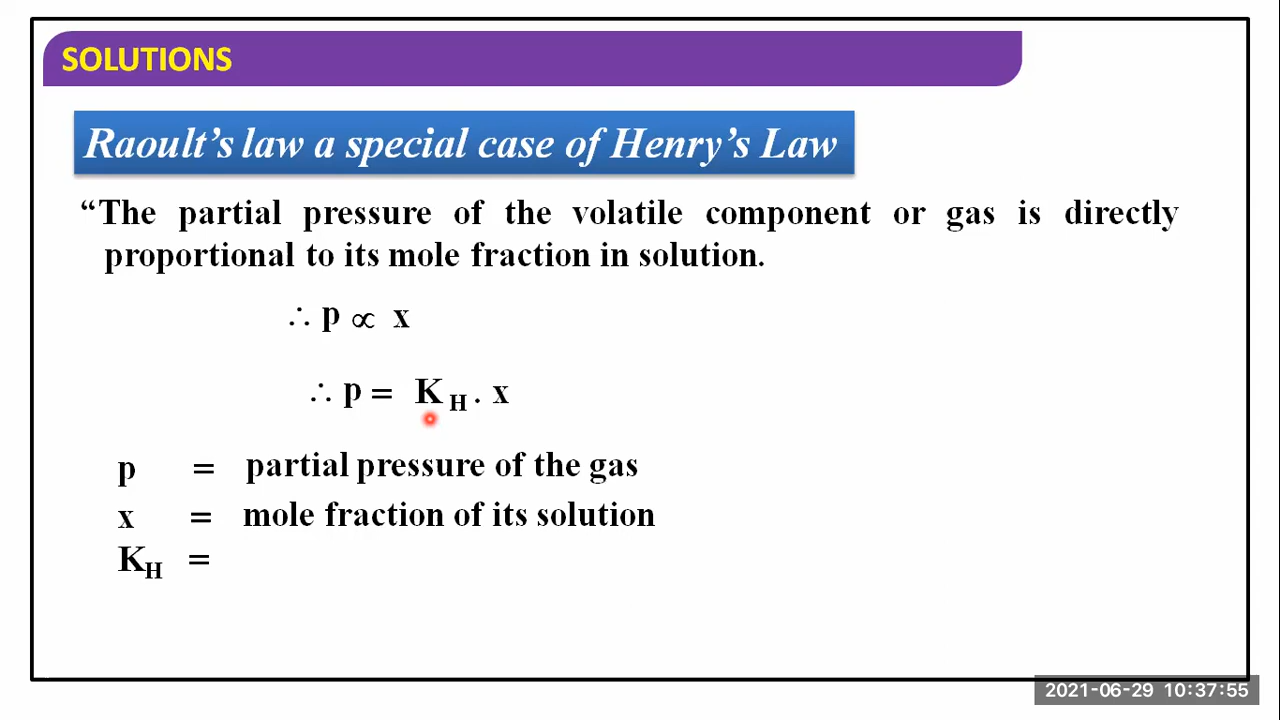 SOLUTIONS
Raoult’s law a special case of Henry’s Law
“The partial pressure of the volatile component or gas is directly
proportional to its mole fraction in solution.
∴ p ∝ x
∴ p = K H . x
p = partial pressure of the gas
x = mole fraction of its solution
KH =
2021-06-29 10:37:55